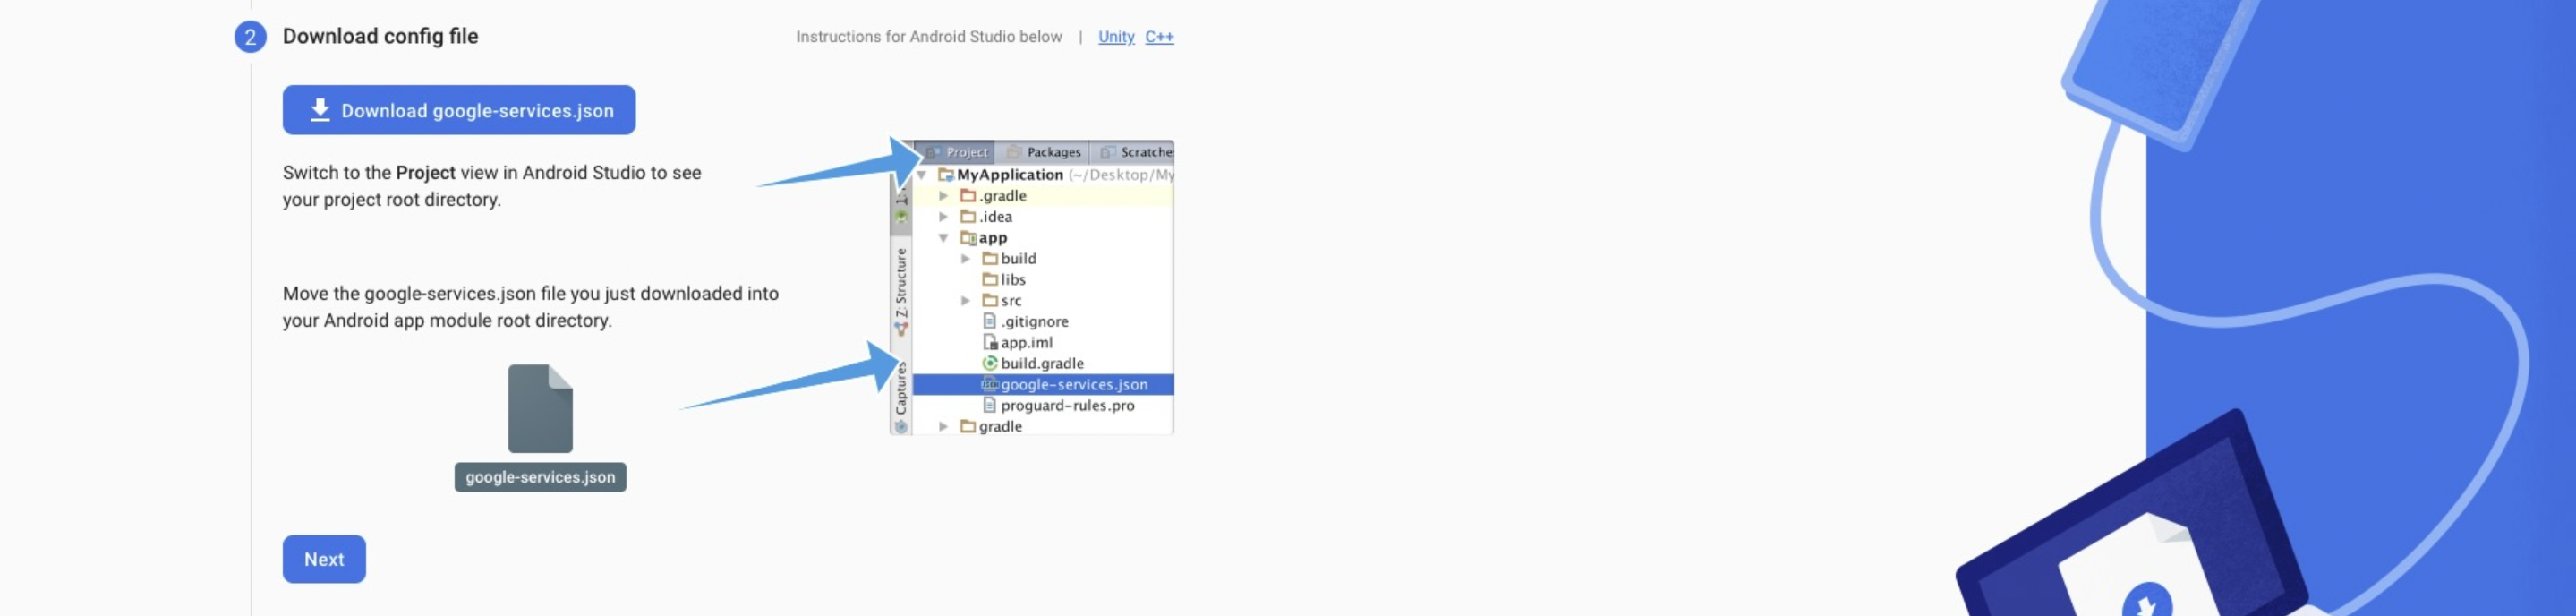 2 Download config file
Instructions for Android Studio below | Unity C++
Download google-services.json
Switch to the Project view in Android Studio to see
your project root directory.
Move the google-services.json file you just downloaded into
your Android app module root directory.
google-services.json
Next
Project Packages Scratche
MyApplication (~/Desktop/My
.gradle
.idea
app
build
libs
src
.gitignore
app.iml
build.gradle
google-services.json
proguard-rules.pro
gradle
1:
Z: Structure
Captures